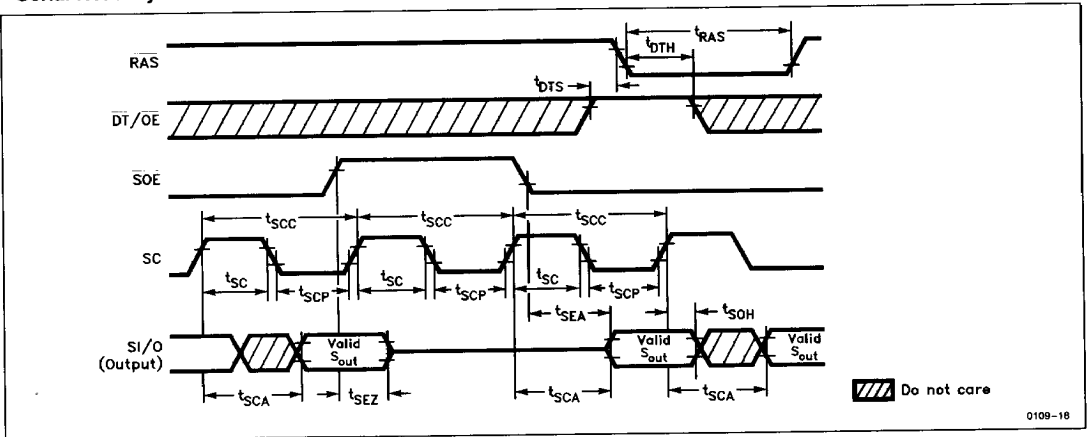 RAS
tRAS
tDTH
tDTS
DT/OE
SOE
tSCC tSCC tSCC
SC
tSC tSCP tSC tSCP tSC tSCP
tSEA tSOH
SI/O
(Output)
Valid
Sout
Valid
Sout
Valid
Sout
tSCA tSEZ tSCA tSCA
Do not care
0109-18